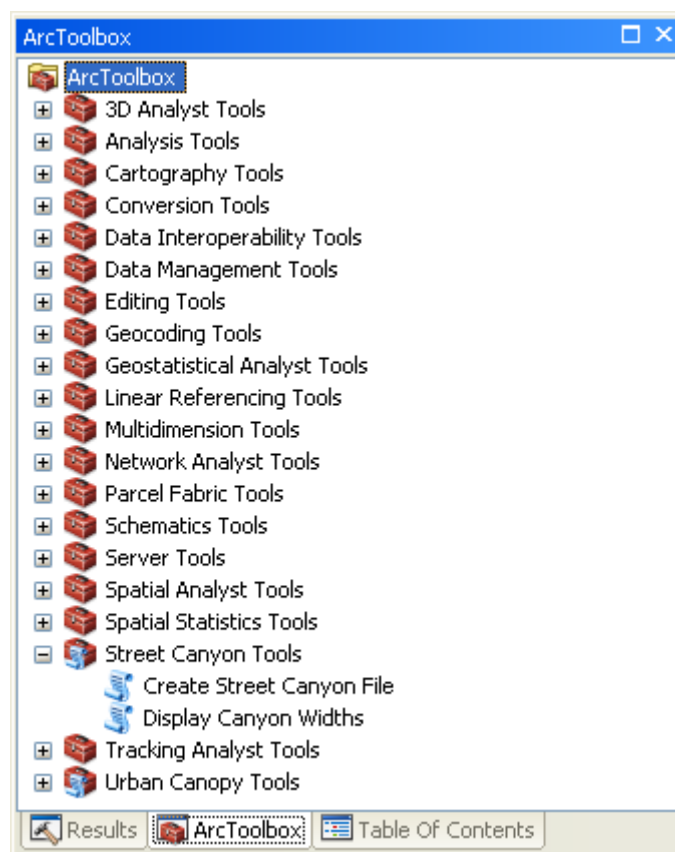 ArcToolbox
ArcToolbox
3D Analyst Tools
Analysis Tools
Cartography Tools
Conversion Tools
Data Interoperability Tools
Data Management Tools
Editing Tools
Geocoding Tools
Geostatistical Analyst Tools
Linear Referencing Tools
Multidimension Tools
Network Analyst Tools
Parcel Fabric Tools
Schematics Tools
Server Tools
Spatial Analyst Tools
Spatial Statistics Tools
Street Canyon Tools
Create Street Canyon File
Display Canyon Widths
Tracking Analyst Tools
Urban Canopy Tools
Results ArcToolbox Table Of Contents